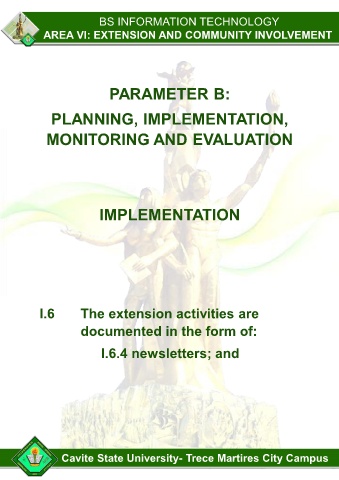 BS INFORMATION TECHNOLOGY
AREA VI: EXTENSION AND COMMUNITY INVOLVEMENT
PARAMETER B:
PLANNING, IMPLEMENTATION,
MONITORING AND EVALUATION
IMPLEMENTATION
I.6 The extension activities are
documented in the form of:
I.6.4 newsletters; and
Cavite State University- Trece Martires City Campus